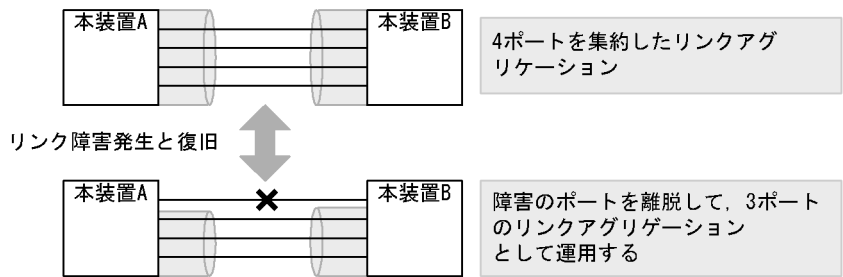 本装置A
本装置B
4ポートを集約したリンクアグ
リケーション
リンク障害発生と復旧
本装置A
本装置B
障害のポートを離脱して，3ポート
のリンクアグリゲーション
として運用する